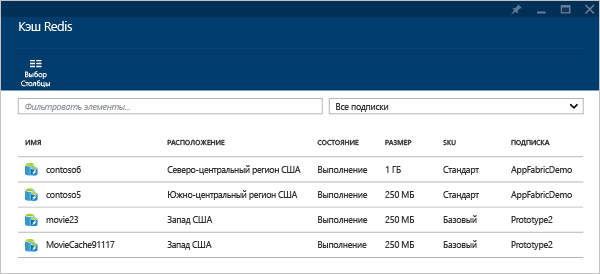 Кэш Redis
Выбор
Столбцы
Фильтровать элементы...
Все подписки
ИМЯ РАСПОЛОЖЕНИЕ СОСТОЯНИЕ РАЗМЕР SKU ПОДПИСКА
contoso6 Северо-центральный регион США Выполнение 1 ГБ Стандарт AppFabricDemo
contoso5 Южно-центральный регион США Выполнение 250 МБ Стандарт AppFabricDemo
movie23 Запад США Выполнение 250 МБ Базовый Prototype2
MovieCache91117 Запад США Выполнение 250 МБ Базовый Prototype2